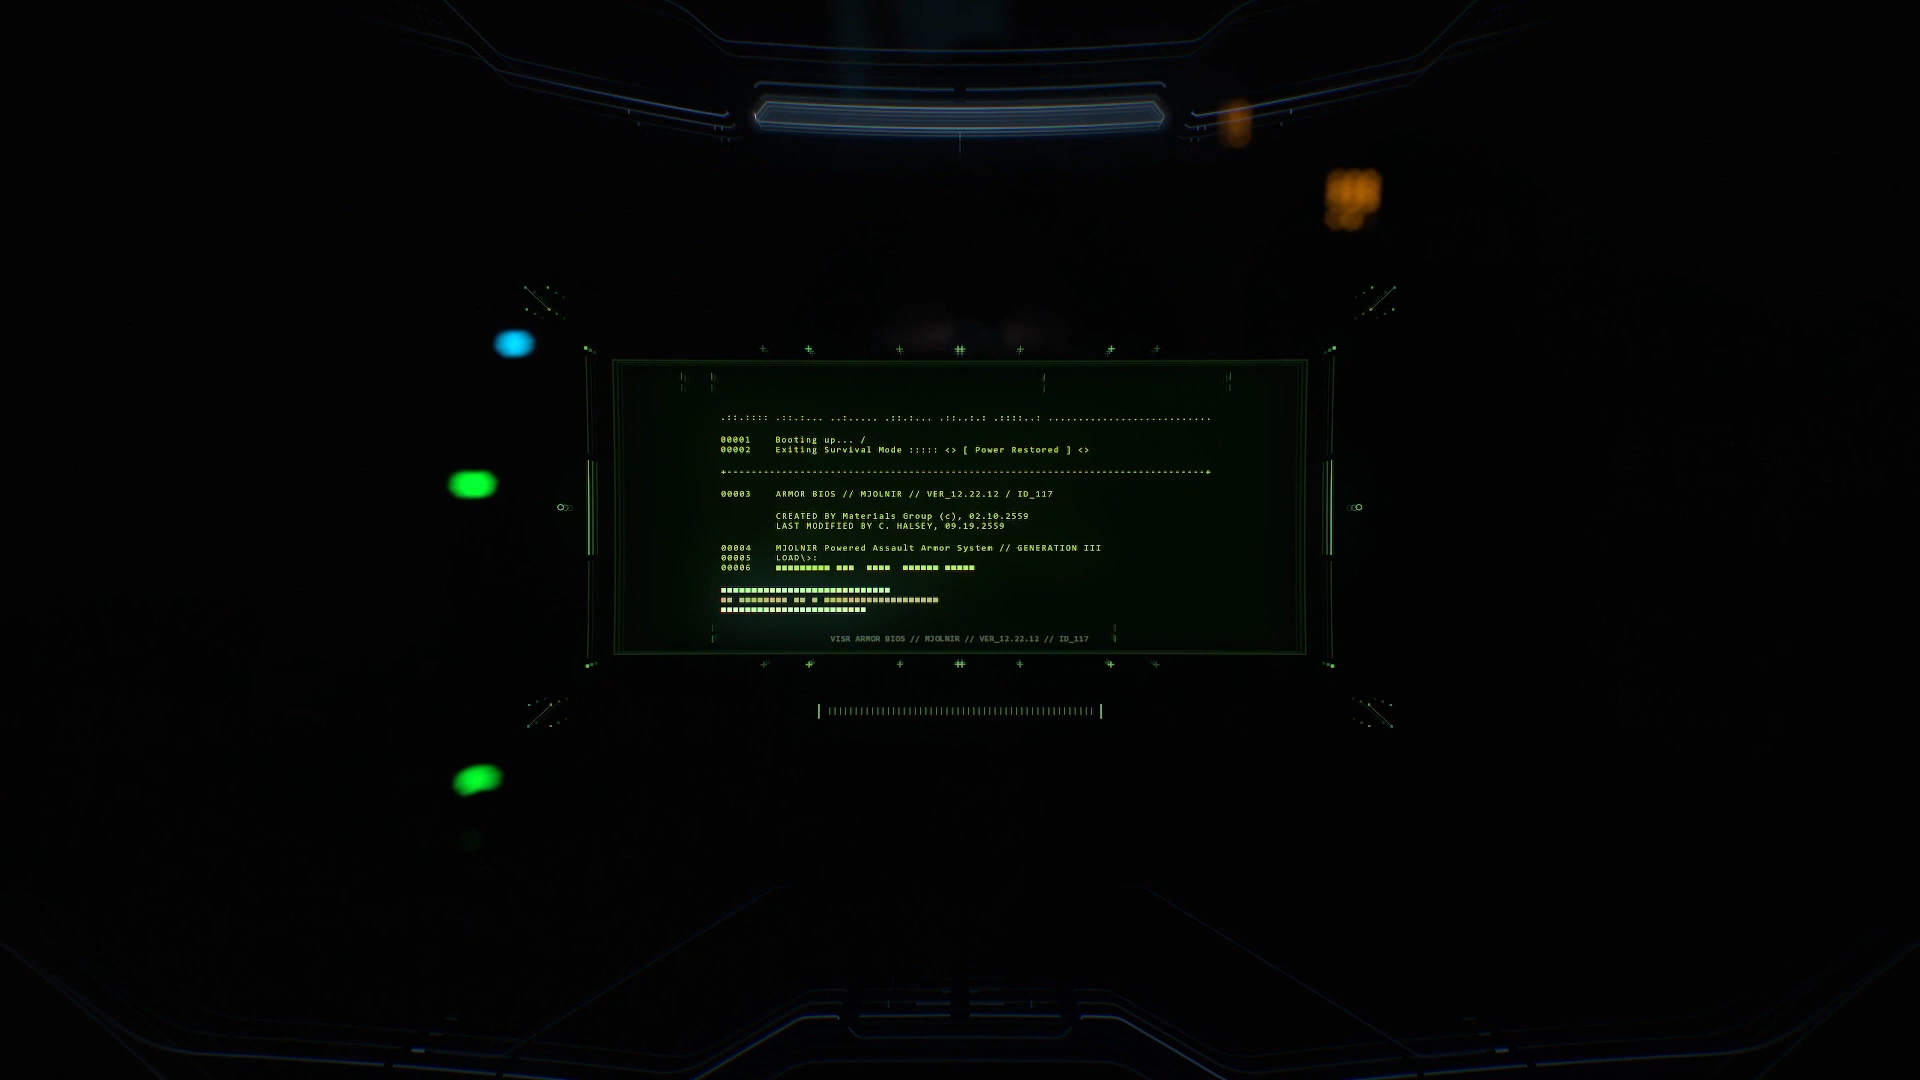 00001 Booting up... /
00002 Exiting Survival Mode ::::: <> [ Power Restored ] <>
00003 ARMOR BIOS // MJOLNIR // VER_12.22.12 / ID_117
CREATED BY Materials Group (c), 02.10.2559
LAST MODIFIED BY C. HALSEY, 09.19.2559
00004 MJOLNIR Powered Assault Armor System // GENERATION III
00005 LOAD\>:
00006
VISR ARMOR BIOS // MJOLNIR // VER_12.22.12 // ID_117